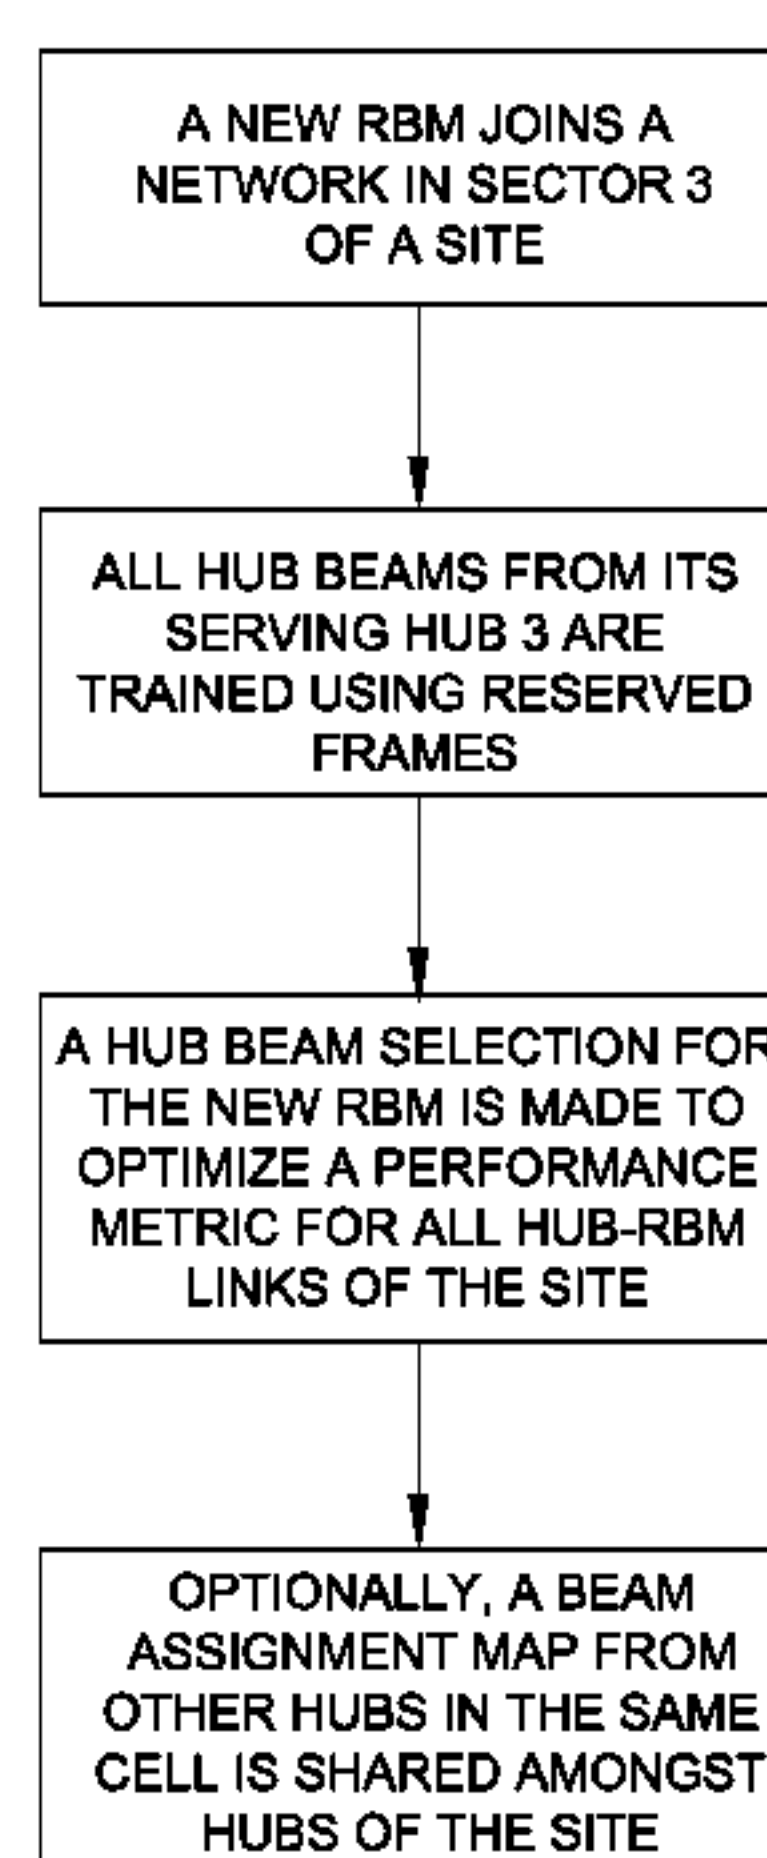 A NEW RBM JOINS A
NETWORK IN SECTOR 3
OF A SITE
ALL HUB BEAMS FROM ITS
SERVING HUB 3 ARE
TRAINED USING RESERVED
FRAMES
A HUB BEAM SELECTION FOR
THE NEW RBM IS MADE TO
OPTIMIZE A PERFORMANCE
METRIC FOR ALL HUB-RBM
LINKS OF THE SITE
OPTIONALLY, A BEAM
ASSIGNMENT MAP FROM
OTHER HUBS IN THE SAME
CELL IS SHARED AMONGST
HUBS OF THE SITE